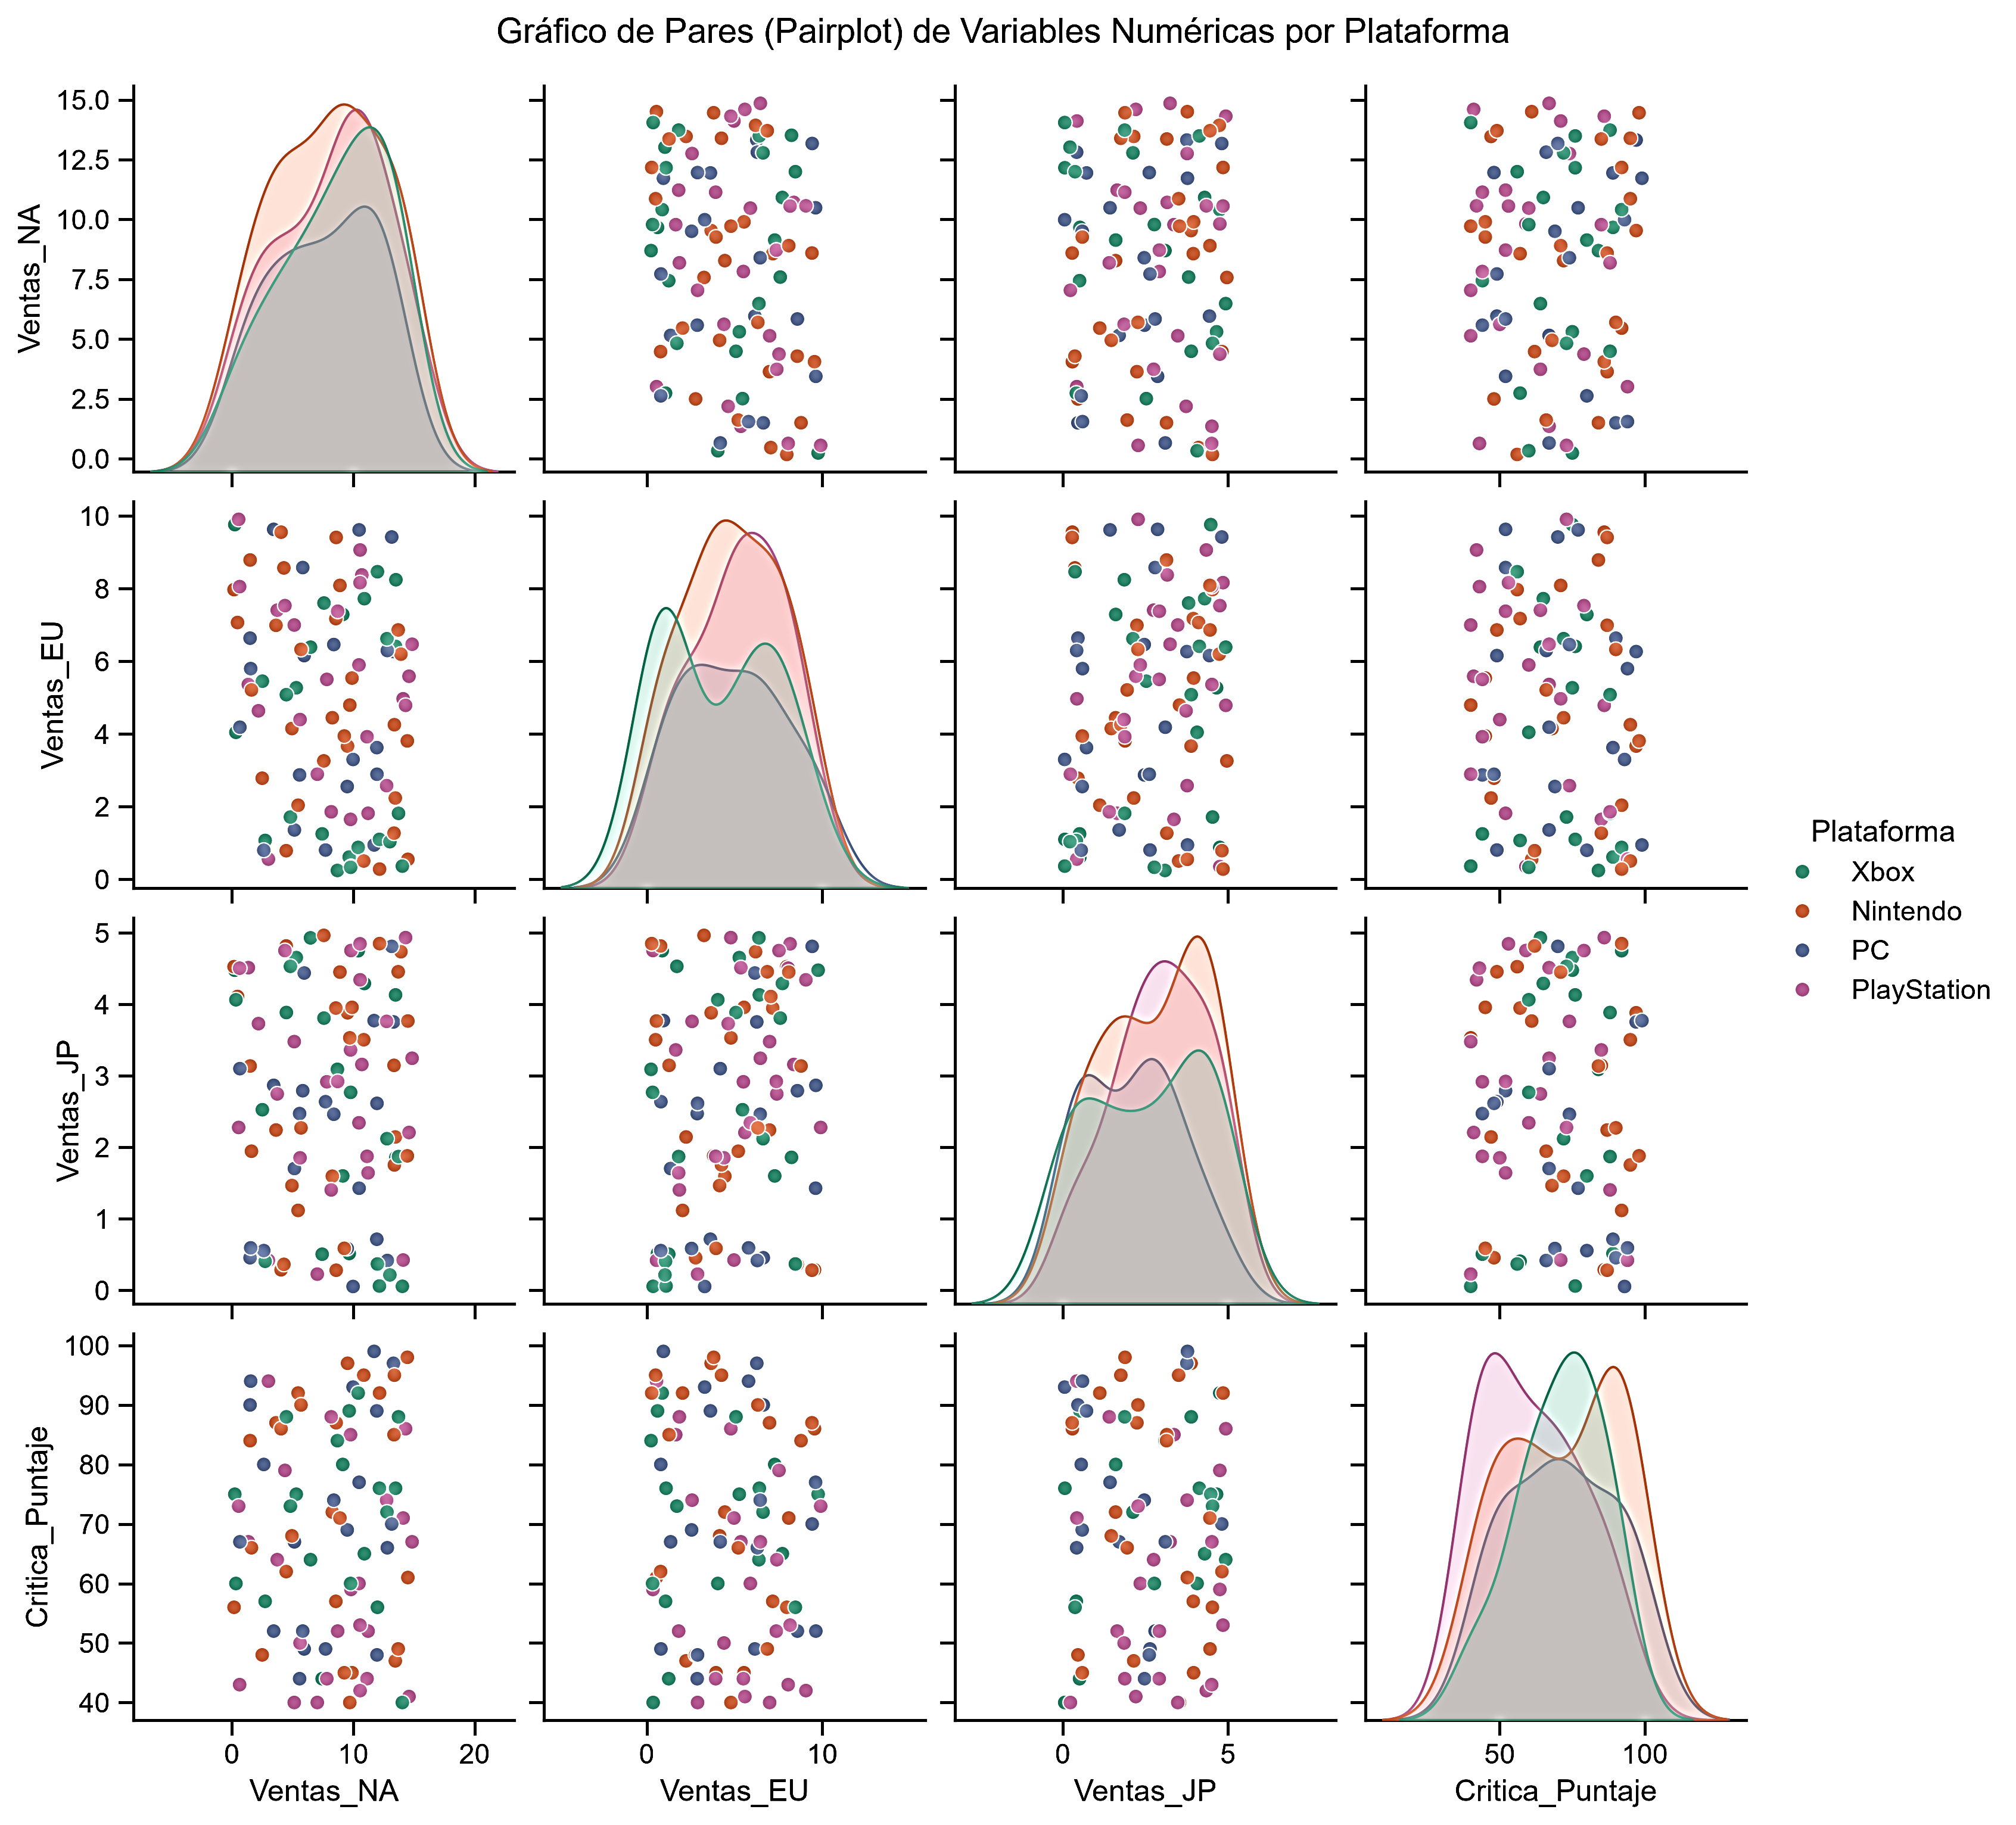 Gráfico de Pares (Pairplot) de Variables Numéricas por Plataforma
15.0
12.5
10.0
7.5
5.0
2.5
0.0
Ventas_NA
10
8
6
4
2
0
Ventas_EU
5
4
3
2
1
0
Ventas_JP
100
90
80
70
60
50
40
Critica_Puntaje
0 10 20
0 10
0 5
50 100
Ventas_NA
Ventas_EU
Ventas_JP
Critica_Puntaje
Plataforma
Xbox
Nintendo
PC
PlayStation